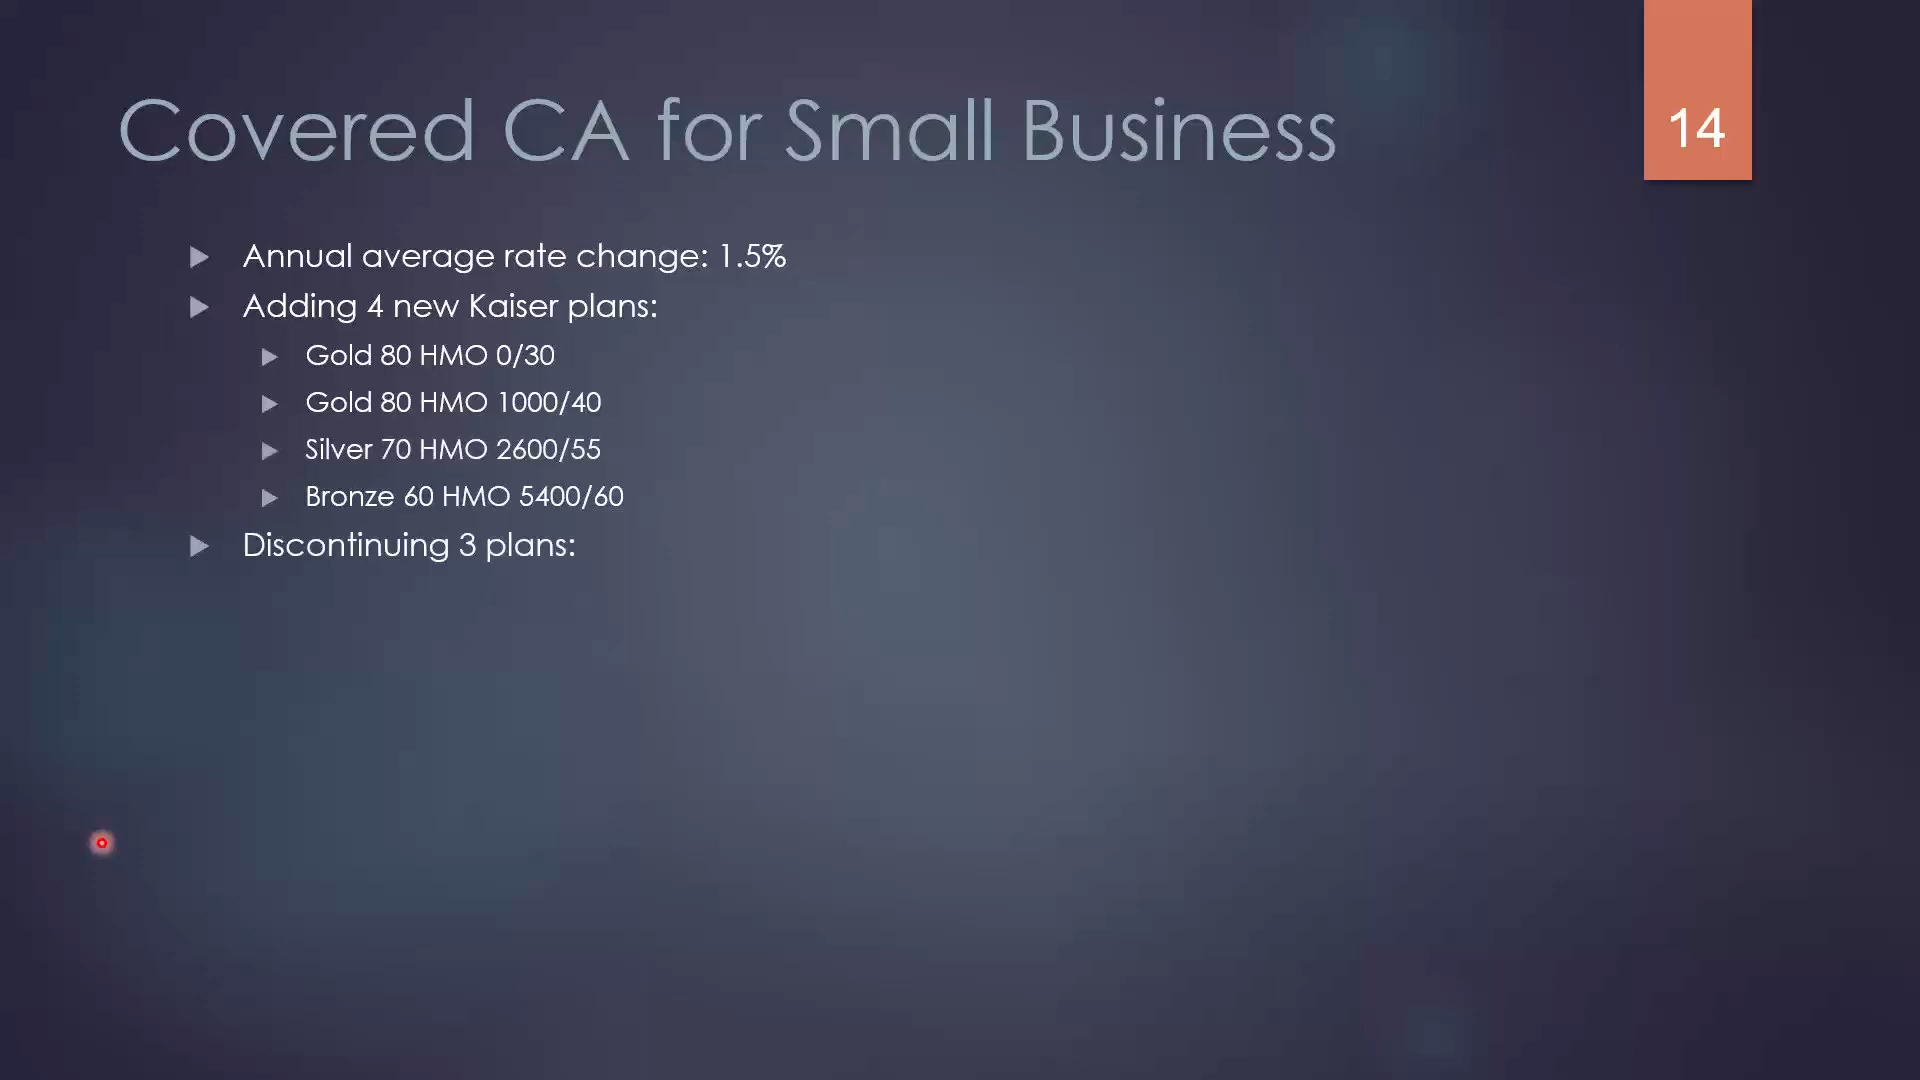 Covered CA for Small Business
14
Annual average rate change: 1.5%
Adding 4 new Kaiser plans:
Gold 80 HMO 0/30
Gold 80 HMO 1000/40
Silver 70 HMO 2600/55
Bronze 60 HMO 5400/60
Discontinuing 3 plans: